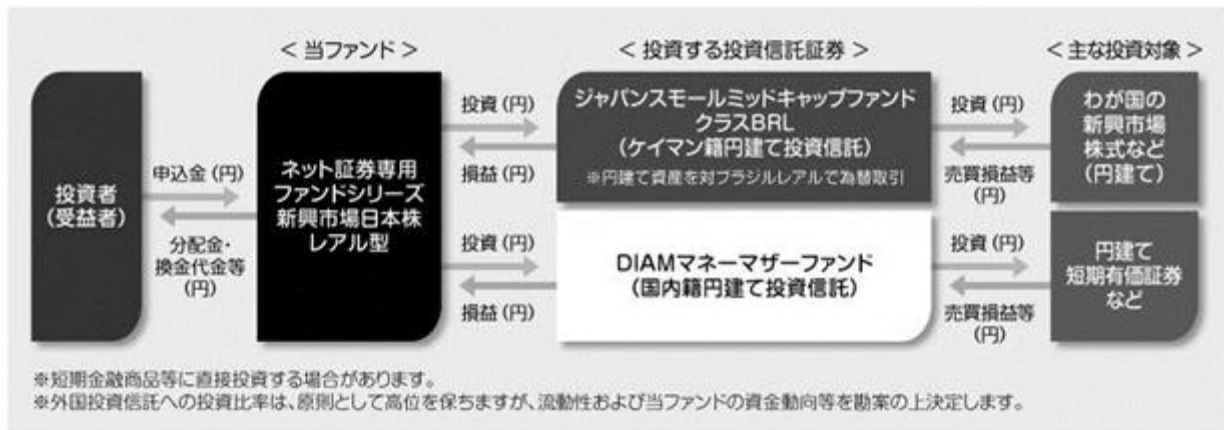 ＜当ファンド＞
＜投資する投資信託証券＞
＜主な投資対象＞
投資者
(受益者)
申込金(円)
分配金・
換金代金等
(円)
ネット証券専用
ファンドシリーズ
新興市場日本株
レアル型
投資(円)
損益(円)
ジャパンスモールミッドキャップファンド
クラスBRL
(ケイマン籍円建て投資信託)
※円建て資産を対ブラジルレアルで為替取引
投資(円)
売買損益等
(円)
わが国の
新興市場
株式など
(円建て)
投資(円)
損益(円)
DIAMマネーマザーファンド
(国内籍円建て投資信託)
投資(円)
売買損益等
(円)
円建て
短期有価証券
など
※短期金融商品等に直接投資する場合があります。
※外国投資信託への投資比率は、原則として高位を保ちますが、流動性および当ファンドの資金動向等を勘案の上決定します。